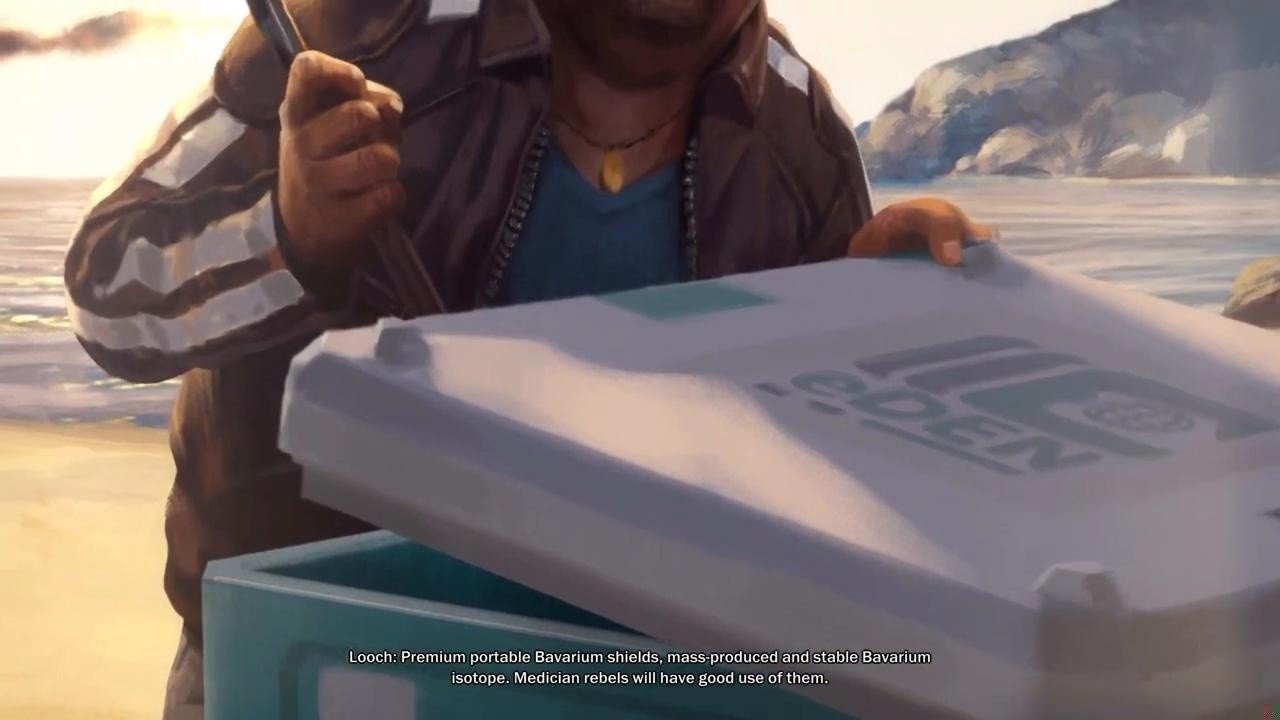 eDEN
Looch: Premium portable Bavarium shields, mass-produced and stable Bavarium
isotope. Medician rebels will have good use of them.